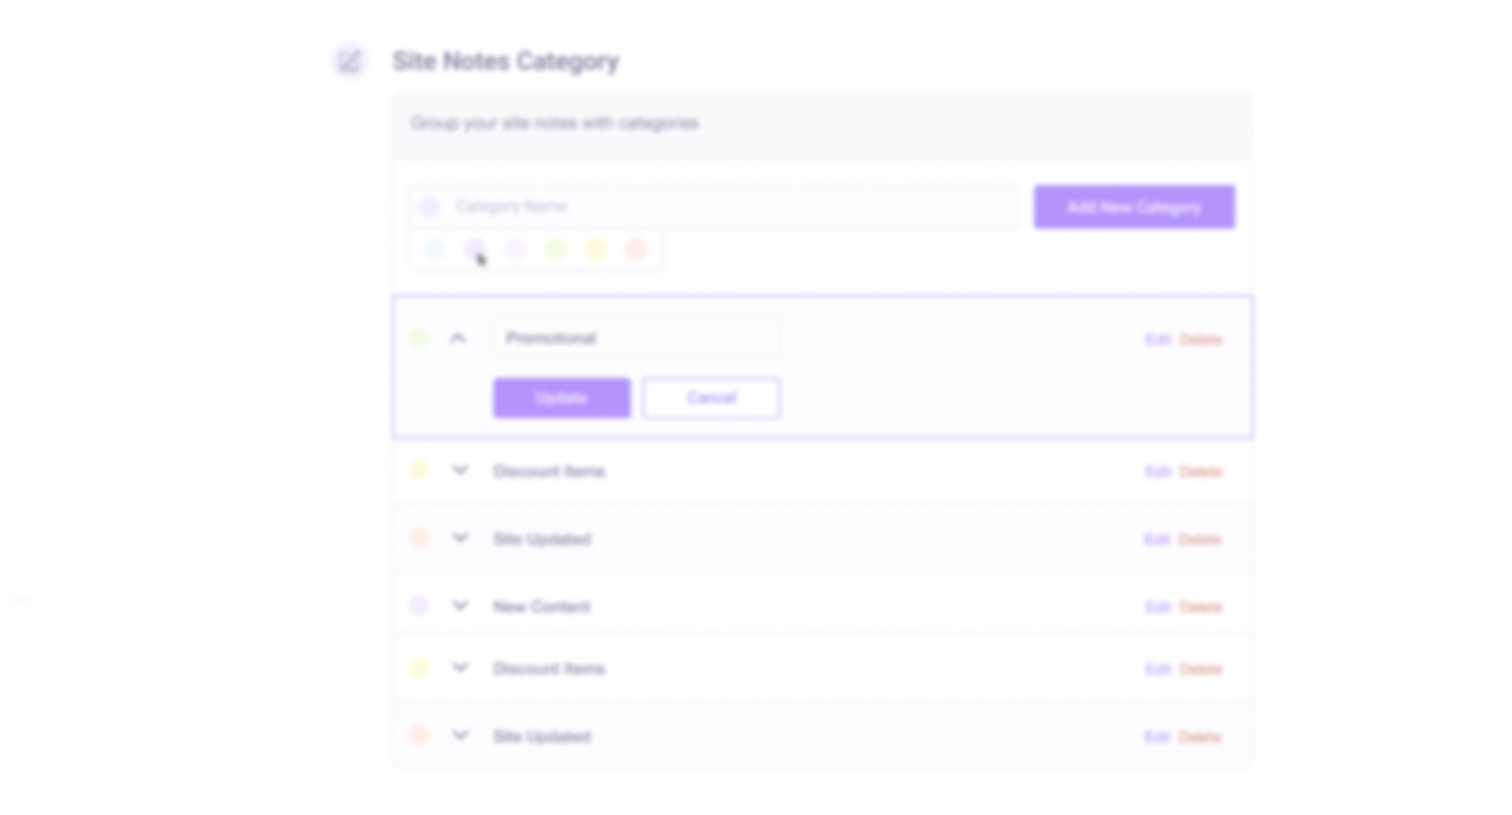 Site Notes Category
Group your site notes with categories
Category Name
Add New Category
Promotional
Edit Delete
Update
Cancel
Discount Items
Edit Delete
Site Updated
Edit Delete
New Content
Edit Delete
Discount Items
Edit Delete
Site Updated
Edit Delete